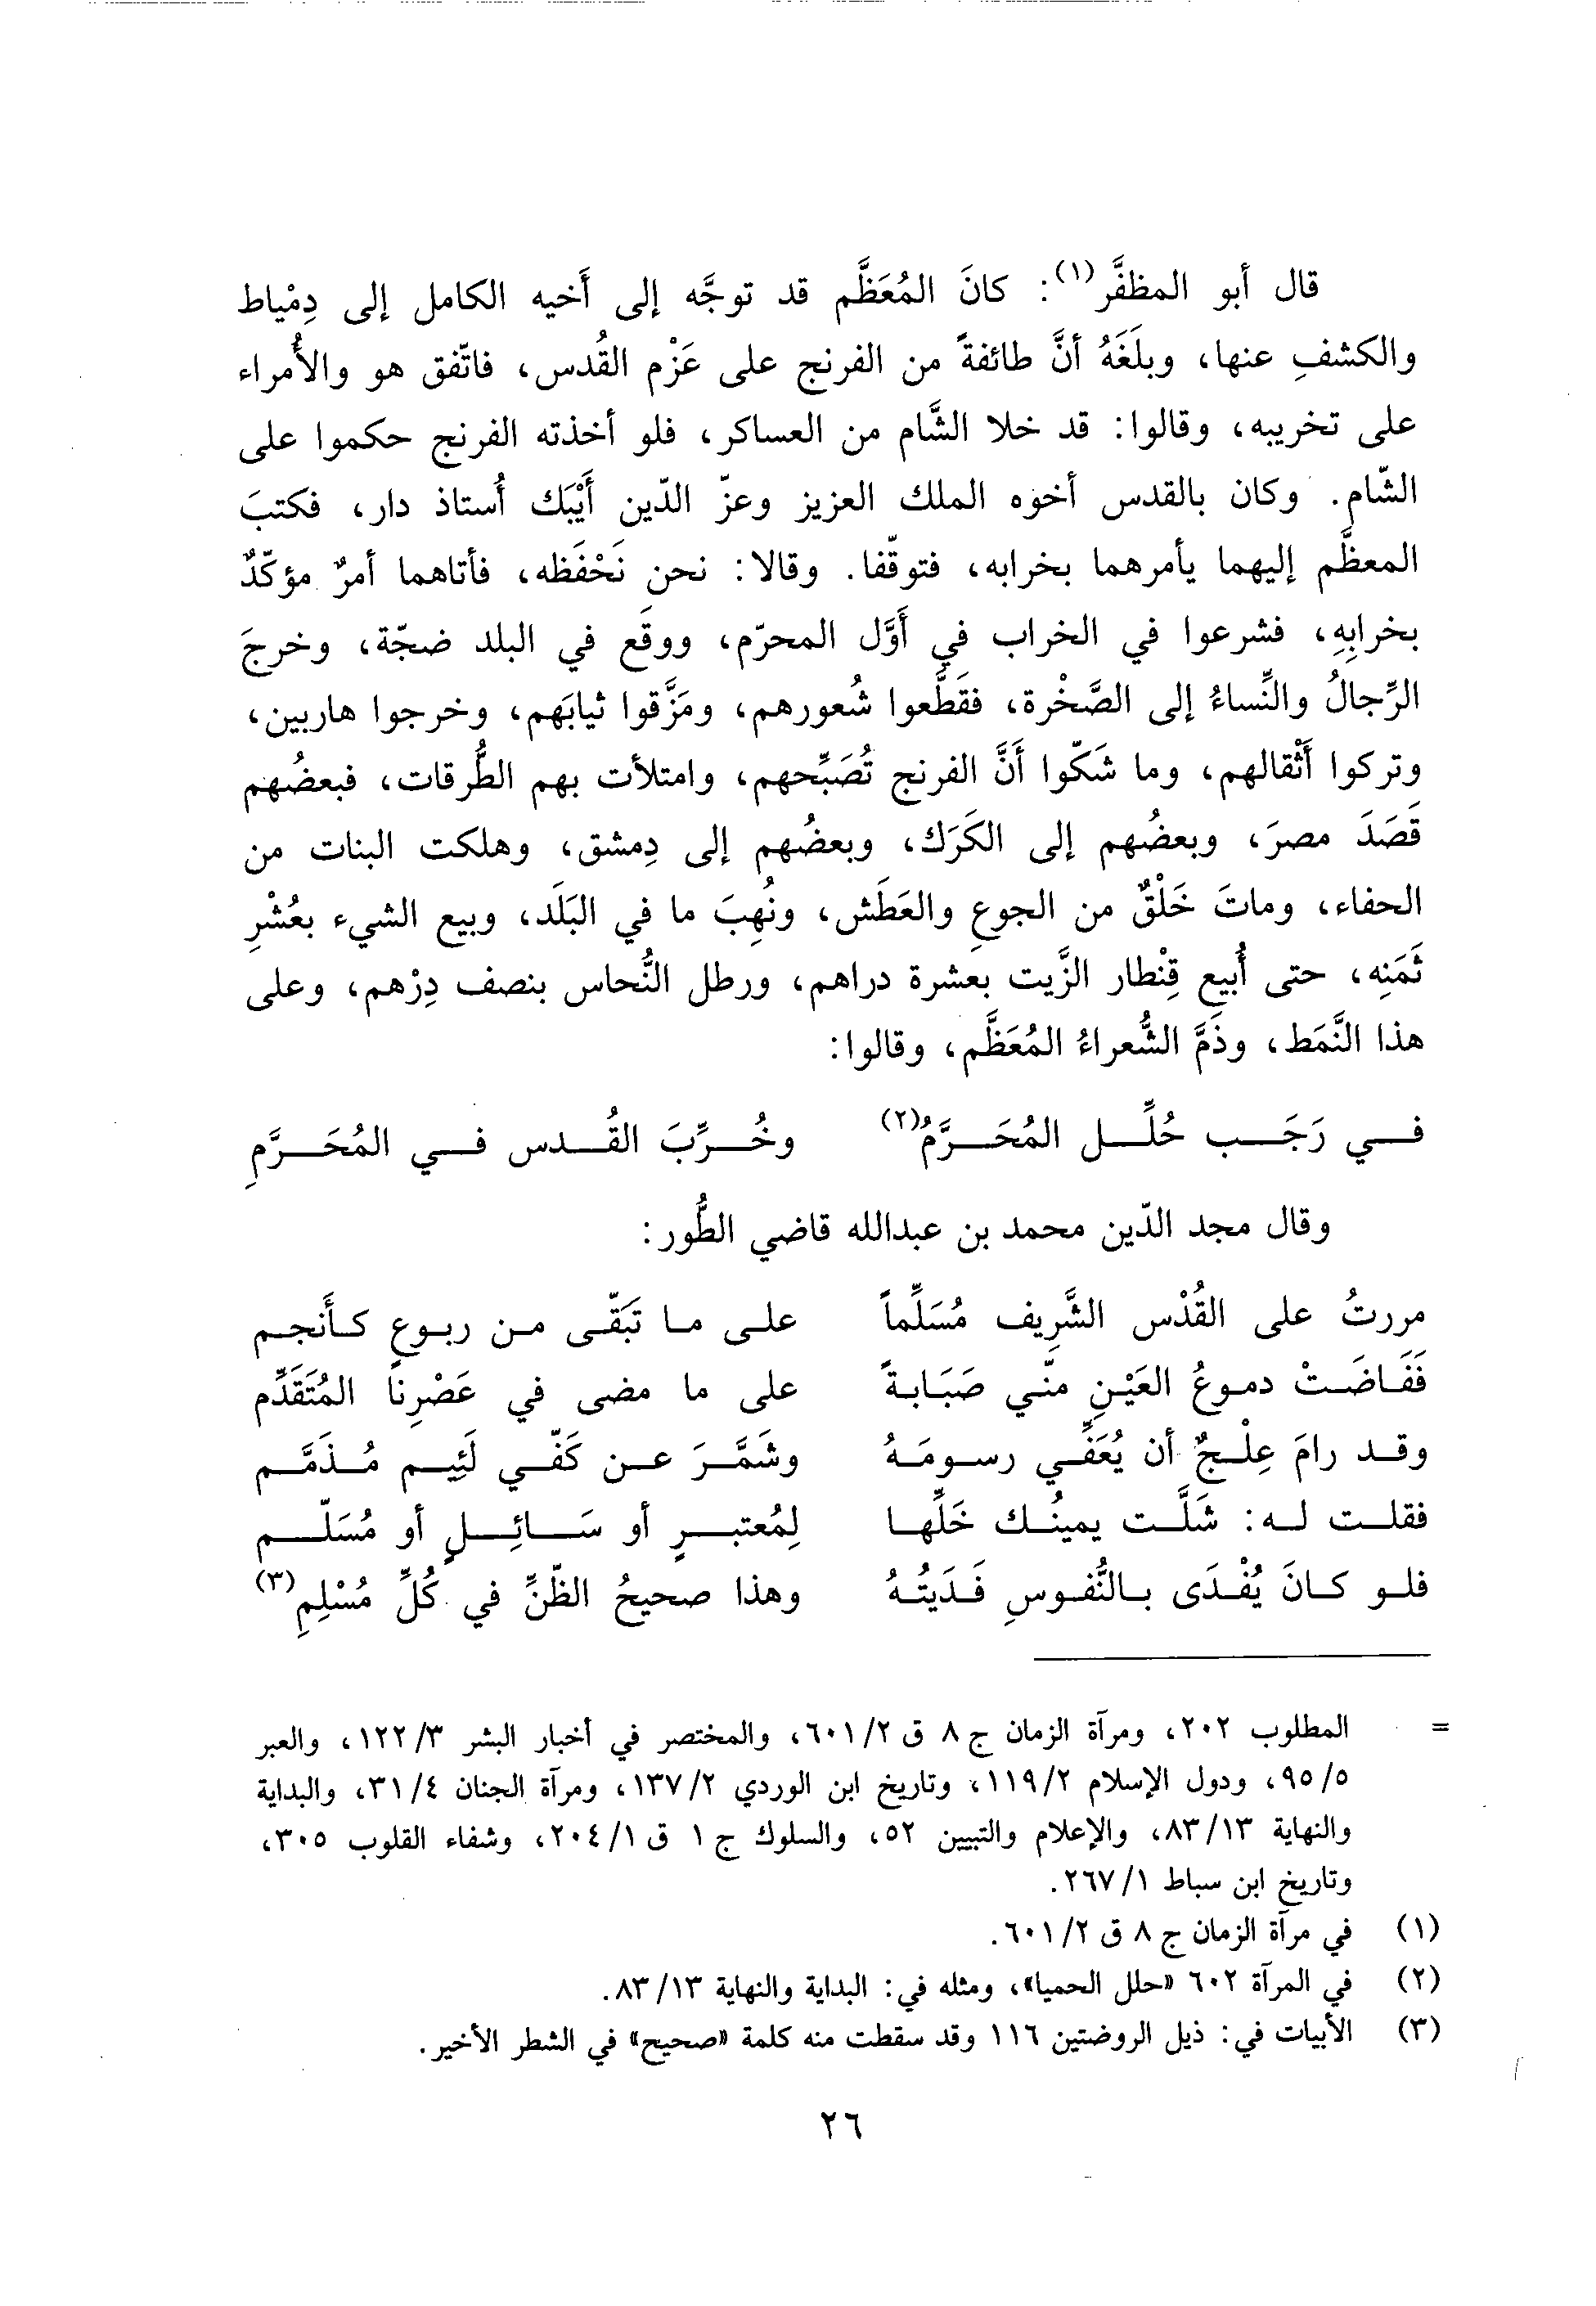 قال أبو المظفَّر(١): كانَ المُعَظَّم قد توجَّه إلى أَخيه الكامل إلى دِمْياط
والكشفِ عنها، وبلَغَهُ أنَّ طائفةً من الفرنج على عَزْم القُدس، فاتّفق هو والأُمراء
على تخريبه، وقالوا: قد خلا الشَّام من العساكر، فلو أخذته الفرنج حكموا على
الشّام. وكان بالقدس أخوه الملك العزيز وعزّ الدّين أَيْبَك أُستاذ دار، فكتبَ
المعظَّم إليهما يأمرهما بخرابه، فتوقّفا. وقالا: نحن نَحْفَظه، فأتاهما أمرٌ مؤكّدٌ
بخرابِهِ، فشرعوا في الخراب في أَوَّل المحرّم، ووقَع في البلد ضجّة، وخرجَ
الرِّجالُ والنِّساءُ إلى الصَّخْرة، فقَطَّعوا شُعورهم، ومَزَّقوا ثيابَهم، وخرجوا هاربين،
وتركوا أَثْقالهم، وما شَكّوا أَنَّ الفرنج تُصَبِّحهم، وامتلأت بهم الطُّرقات، فبعضُهم
قَصَدَ مصرَ، وبعضُهم إلى الكَرَك، وبعضُهم إلى دِمشق، وهلكت البنات من
الحفاء، وماتَ خَلْقٌ من الجوعِ والعَطَش، ونُهِبَ ما في البَلَد، وبيع الشيء بعُشْرِ
ثَمَنِه، حتى أُبيع قِنْطار الزَّيت بعشرة دراهم، ورطل النُّحاس بنصف دِرْهم، وعلى
هذا النَّمَط، وذَمَّ الشُّعراءُ المُعَظَّم، وقالوا:
في رَجَب حُلِّل المُحَرَّمُ(٢) وخُرِّبَ القُدس في المُحَرَّمِ
وقال مجد الدّين محمد بن عبدالله قاضي الطُّور:
مررتُ على القُدْس الشَّرِيف مُسَلِّماً على ما تَبَقّى من ربوعٍ كأَنجم
فَفَاضَتْ دموعُ العَيْنِ منّي صَبَابةً على ما مضى في عَصْرِنا المُتَقَدِّم
وقد رامَ عِلْجٌ أن يُعَفِّي رسومَهُ وشَمَّرَ عن كَفّي لَئِيم مُذَمَّم
فقلت له: شَلَّت يمينُك خَلِّها لِمُعتبرٍ أو سَائِلٍ أو مُسَلّم
فلو كانَ يُفْدَى بالنُّفوسِ فَدَيتُهُ وهذا صحيحُ الظّنِّ في كُلِّ مُسْلِمِ(٣)
= المطلوب ٢٠٢، ومرآة الزمان ج ٨ ق ٢/ ٦٠١، والمختصر في أخبار البشر ٣/ ١٢٢، والعبر
٥/ ٩٥، ودول الإسلام ٢/ ١١٩، وتاريخ ابن الوردي ٢/ ١٣٧، ومرآة الجنان ٤/ ٣١، والبداية
والنهاية ١٣/ ٨٣، والإعلام والتبيين ٥٢، والسلوك ج ١ ق ١/ ٢٠٤، وشفاء القلوب ٣٠٥،
وتاريخ ابن سباط ١/ ٢٦٧.
(١) في مرآة الزمان ج ٨ ق ٢/ ٦٠١.
(٢) في المرآة ٦٠٢ «حلل الحميا»، ومثله في: البداية والنهاية ١٣/ ٨٣.
(٣) الأبيات في: ذيل الروضتين ١١٦ وقد سقطت منه كلمة «صحيح» في الشطر الأخير.
٢٦